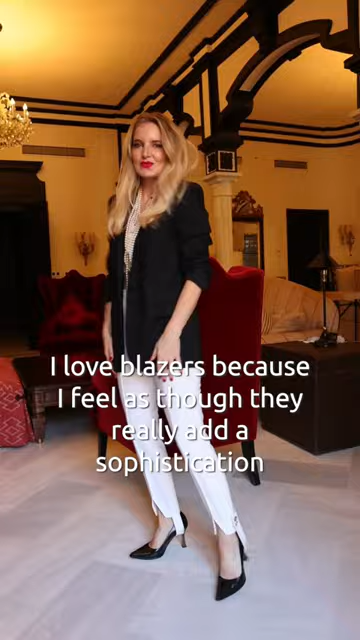 I love blazers because
I feel as though they
really add a
sophistication